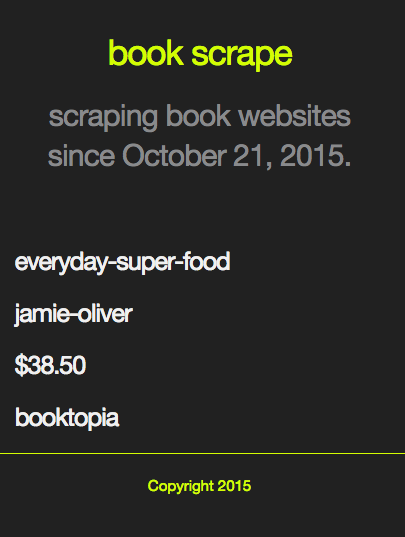 book scrape
scraping book websites
since October 21, 2015.
everyday-super-food
jamie-oliver
$38.50
booktopia
Copyright 2015